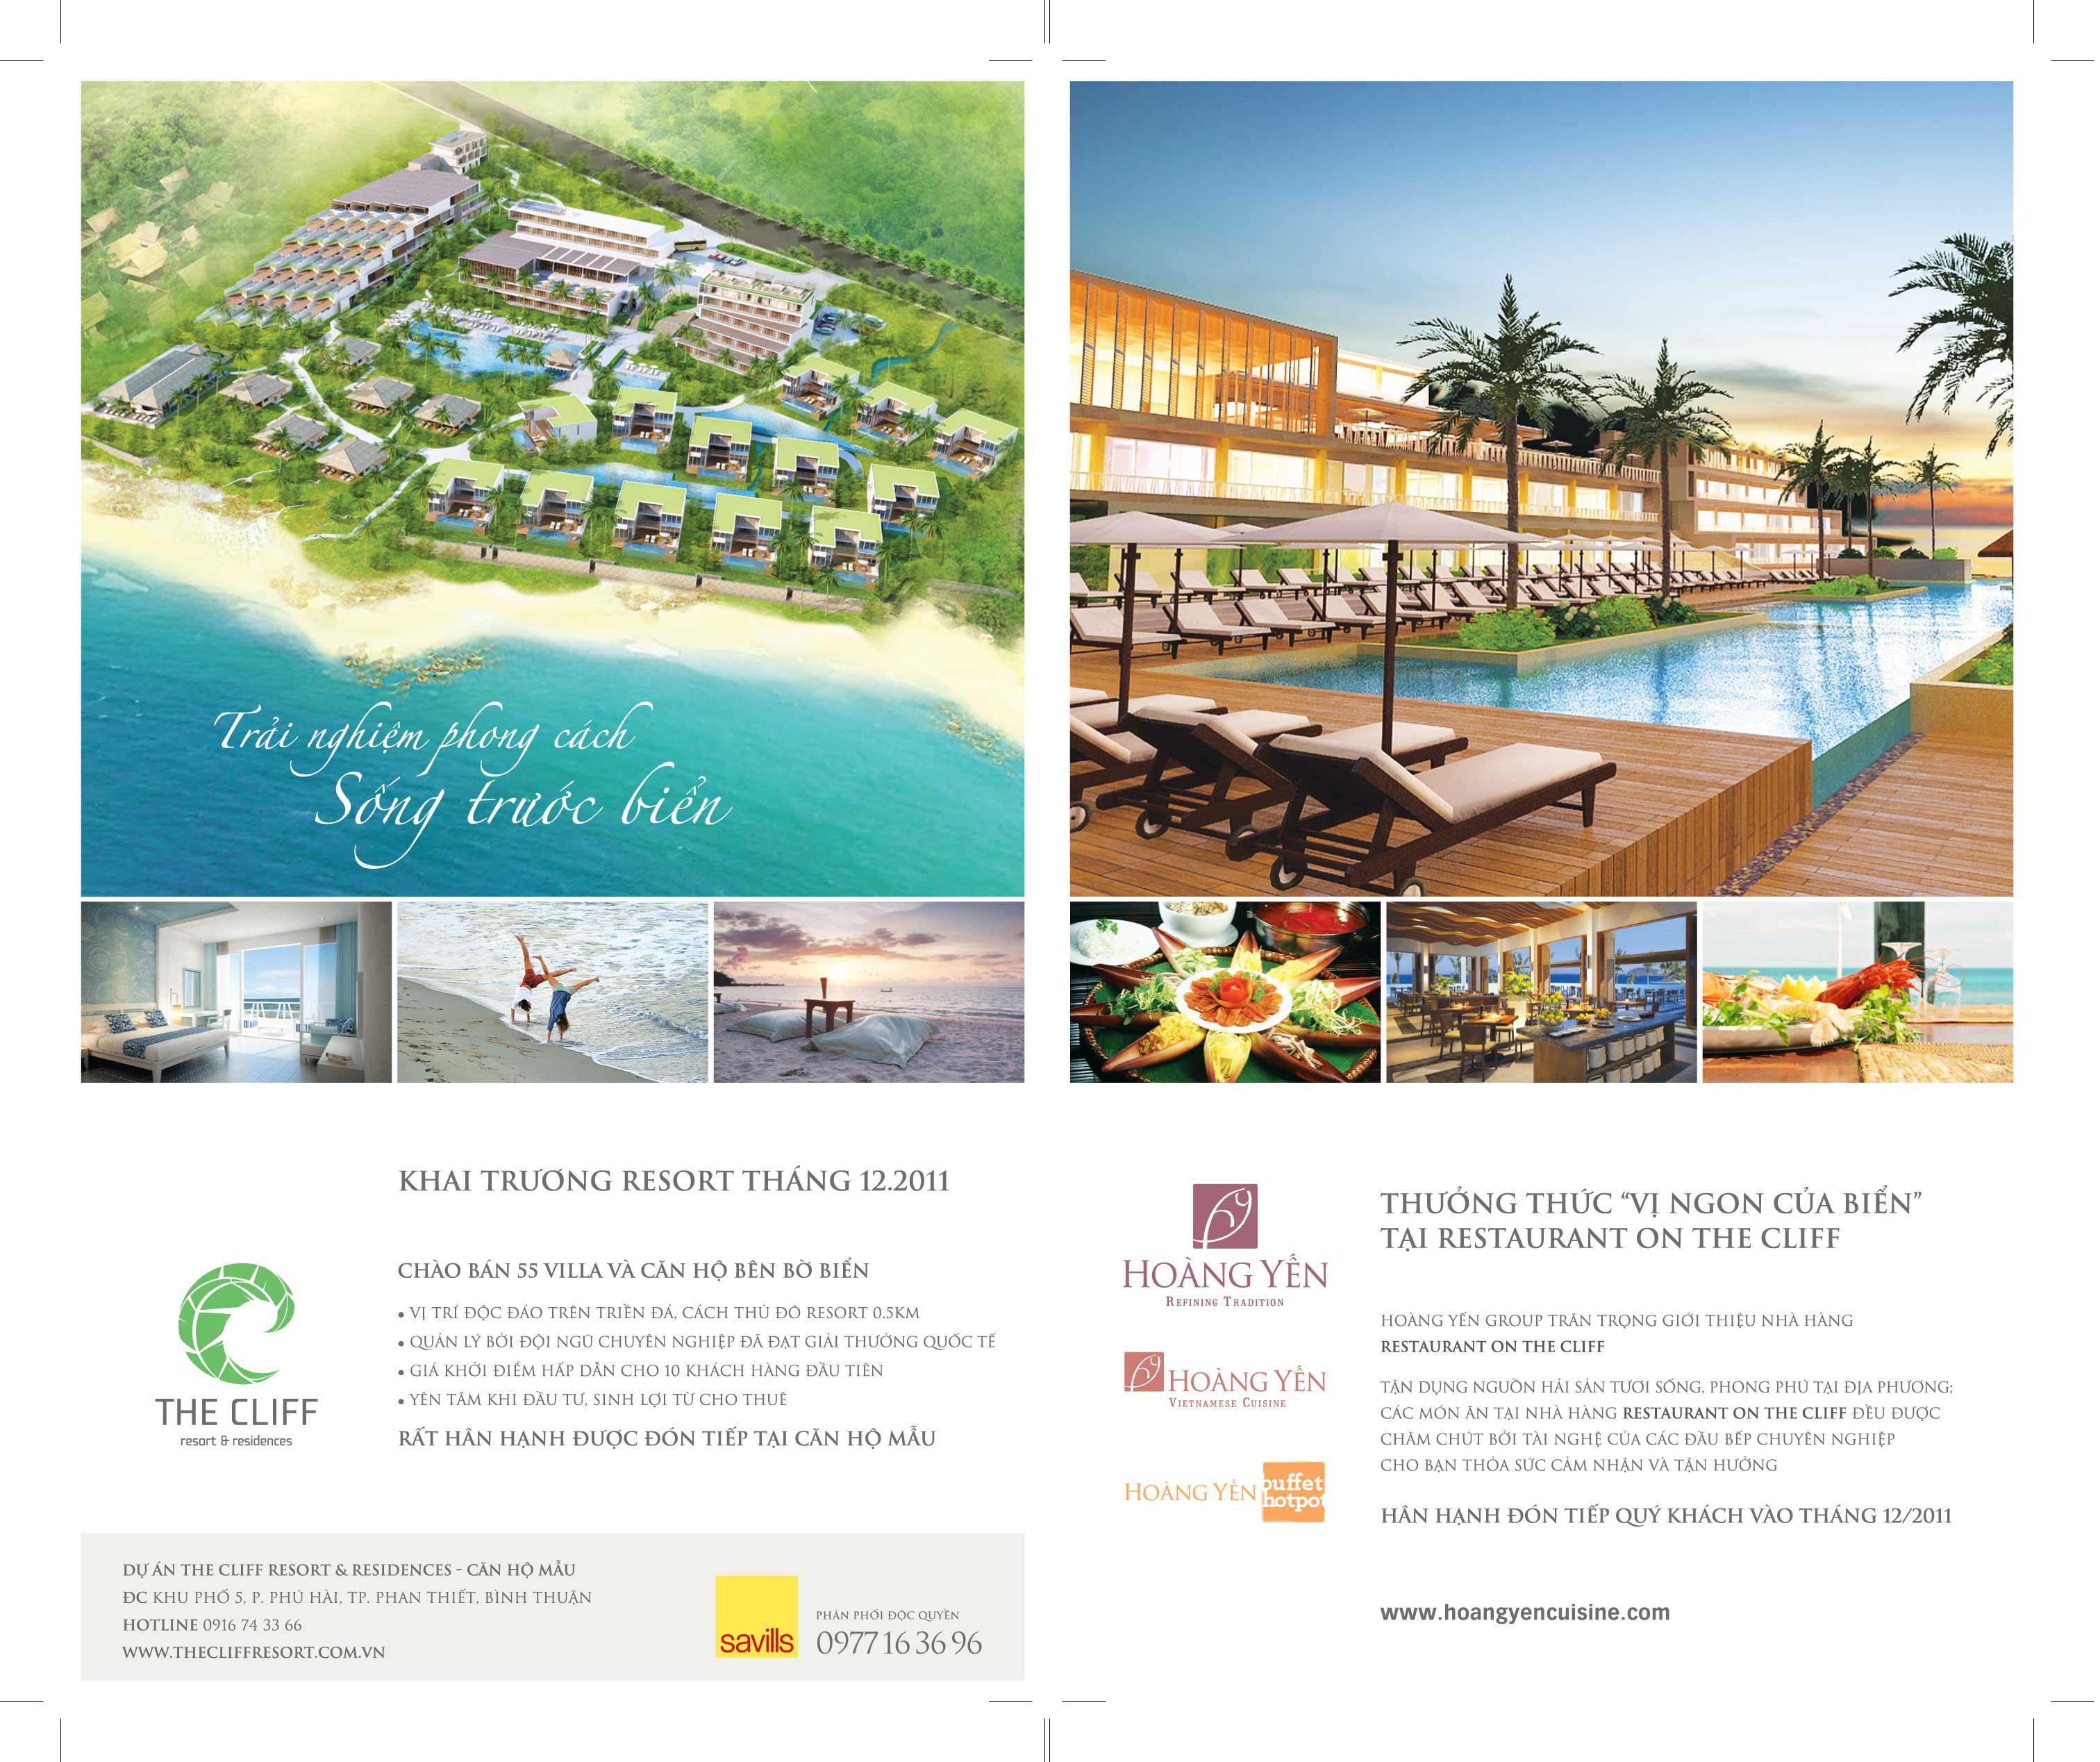 Trải nghiệm phong cách
Sống trước biển
KHAI TRƯƠNG RESORT THÁNG 12.2011
CHÀO BÁN 55 VILLA VÀ CĂN HỘ BÊN BỜ BIỂN
• VỊ TRÍ ĐỘC ĐÁO TRÊN TRIỀN ĐÁ, CÁCH THỦ ĐÔ RESORT 0.5KM
• QUẢN LÝ BỞI ĐỘI NGŨ CHUYÊN NGHIỆP ĐÃ ĐẠT GIẢI THƯỞNG QUỐC TẾ
• GIÁ KHỞI ĐIỂM HẤP DẪN CHO 10 KHÁCH HÀNG ĐẦU TIÊN
• YÊN TÂM KHI ĐẦU TƯ, SINH LỢI TỪ CHO THUÊ
RẤT HÂN HẠNH ĐƯỢC ĐÓN TIẾP TẠI CĂN HỘ MẪU
THE CLIFF
resort & residences
DỰ ÁN THE CLIFF RESORT & RESIDENCES - CĂN HỘ MẪU
ĐC KHU PHỐ 5, P. PHÚ HÀI, TP. PHAN THIẾT, BÌNH THUẬN
HOTLINE 0916 74 33 66
WWW.THECLIFFRESORT.COM.VN
savills
PHÂN PHỐI ĐỘC QUYỀN
0977 16 36 96
HOÀNG YẾN
REFINING TRADITION
HOÀNG YẾN
VIETNAMESE CUISINE
HOÀNG YẾN buffet
hotpot
THƯỞNG THỨC “VỊ NGON CỦA BIỂN”
TẠI RESTAURANT ON THE CLIFF
HOÀNG YẾN GROUP TRÂN TRỌNG GIỚI THIỆU NHÀ HÀNG
RESTAURANT ON THE CLIFF
TẬN DỤNG NGUỒN HẢI SẢN TƯƠI SỐNG, PHONG PHÚ TẠI ĐỊA PHƯƠNG;
CÁC MÓN ĂN TẠI NHÀ HÀNG RESTAURANT ON THE CLIFF ĐỀU ĐƯỢC
CHĂM CHÚT BỞI TÀI NGHỆ CỦA CÁC ĐẦU BẾP CHUYÊN NGHIỆP
CHO BẠN THỎA SỨC CẢM NHẬN VÀ TẬN HƯỞNG
HÂN HẠNH ĐÓN TIẾP QUÝ KHÁCH VÀO THÁNG 12/2011
www.hoangyencuisine.com